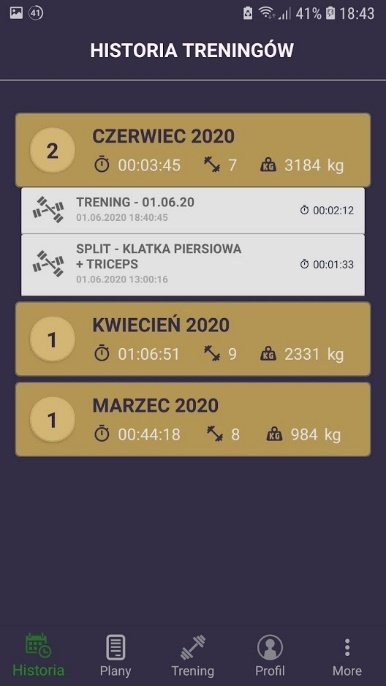 41 41% 18:43
HISTORIA TRENINGÓW
2 CZERWIEC 2020
00:03:45 7 KG 3184 kg
TRENING - 01.06.20
01.06.2020 18:40:45 00:02:12
SPLIT - KLATKA PIERSIOWA
+ TRICEPS 00:01:33
01.06.2020 13:00:16
1 KWIECIEŃ 2020
01:06:51 9 KG 2331 kg
1 MARZEC 2020
00:44:18 8 KG 984 kg
Historia Plany Trening Profil More